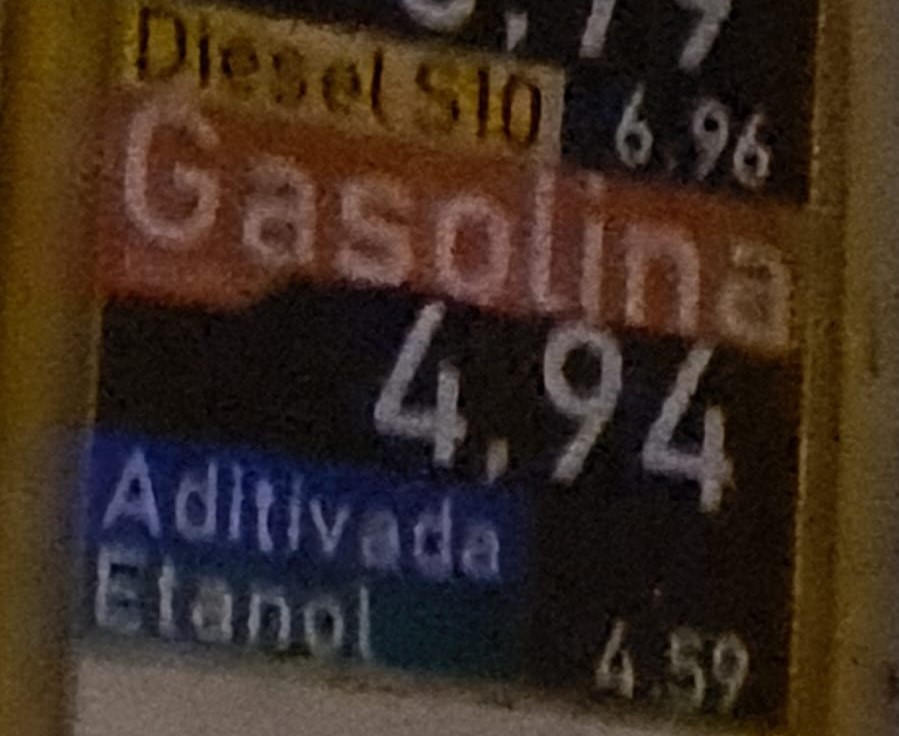 Diesel S10 6.96
Gasolina
4,94
Aditivada
Etanol 4.59